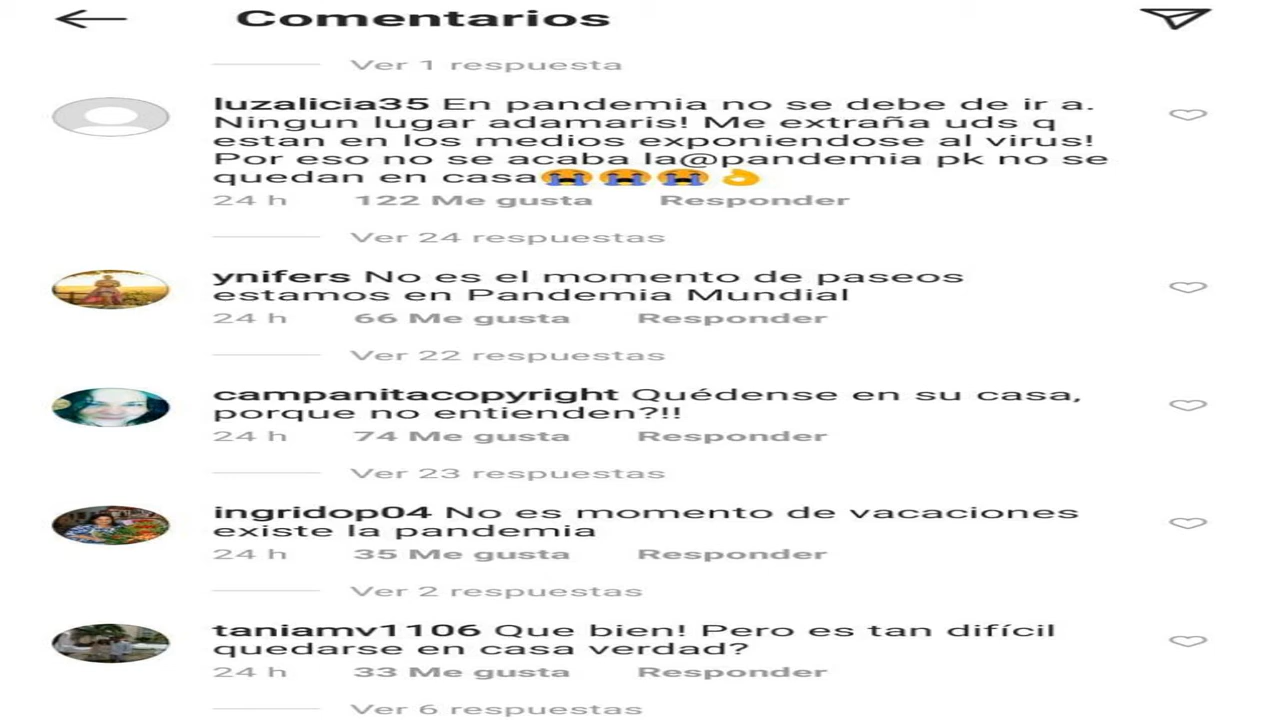 Comentarios
Ver 1 respuesta
luzalicia35 En pandemia no se debe de ir a.
Ningun lugar adamaris! Me extraña uds q
estan en los medios exponiendose al virus!
Por eso no se acaba la@pandemia pk no se
quedan en casa😭😭😭👌
24 h 122 Me gusta Responder
Ver 24 respuestas
ynifers No es el momento de paseos
estamos en Pandemia Mundial
24 h 66 Me gusta Responder
Ver 22 respuestas
campanitacopyright Quédense en su casa,
porque no entienden?!!
24 h 74 Me gusta Responder
Ver 23 respuestas
ingridop04 No es momento de vacaciones
existe la pandemia
24 h 35 Me gusta Responder
Ver 2 respuestas
taniamv1106 Que bien! Pero es tan difícil
quedarse en casa verdad?
24 h 33 Me gusta Responder
Ver 6 respuestas